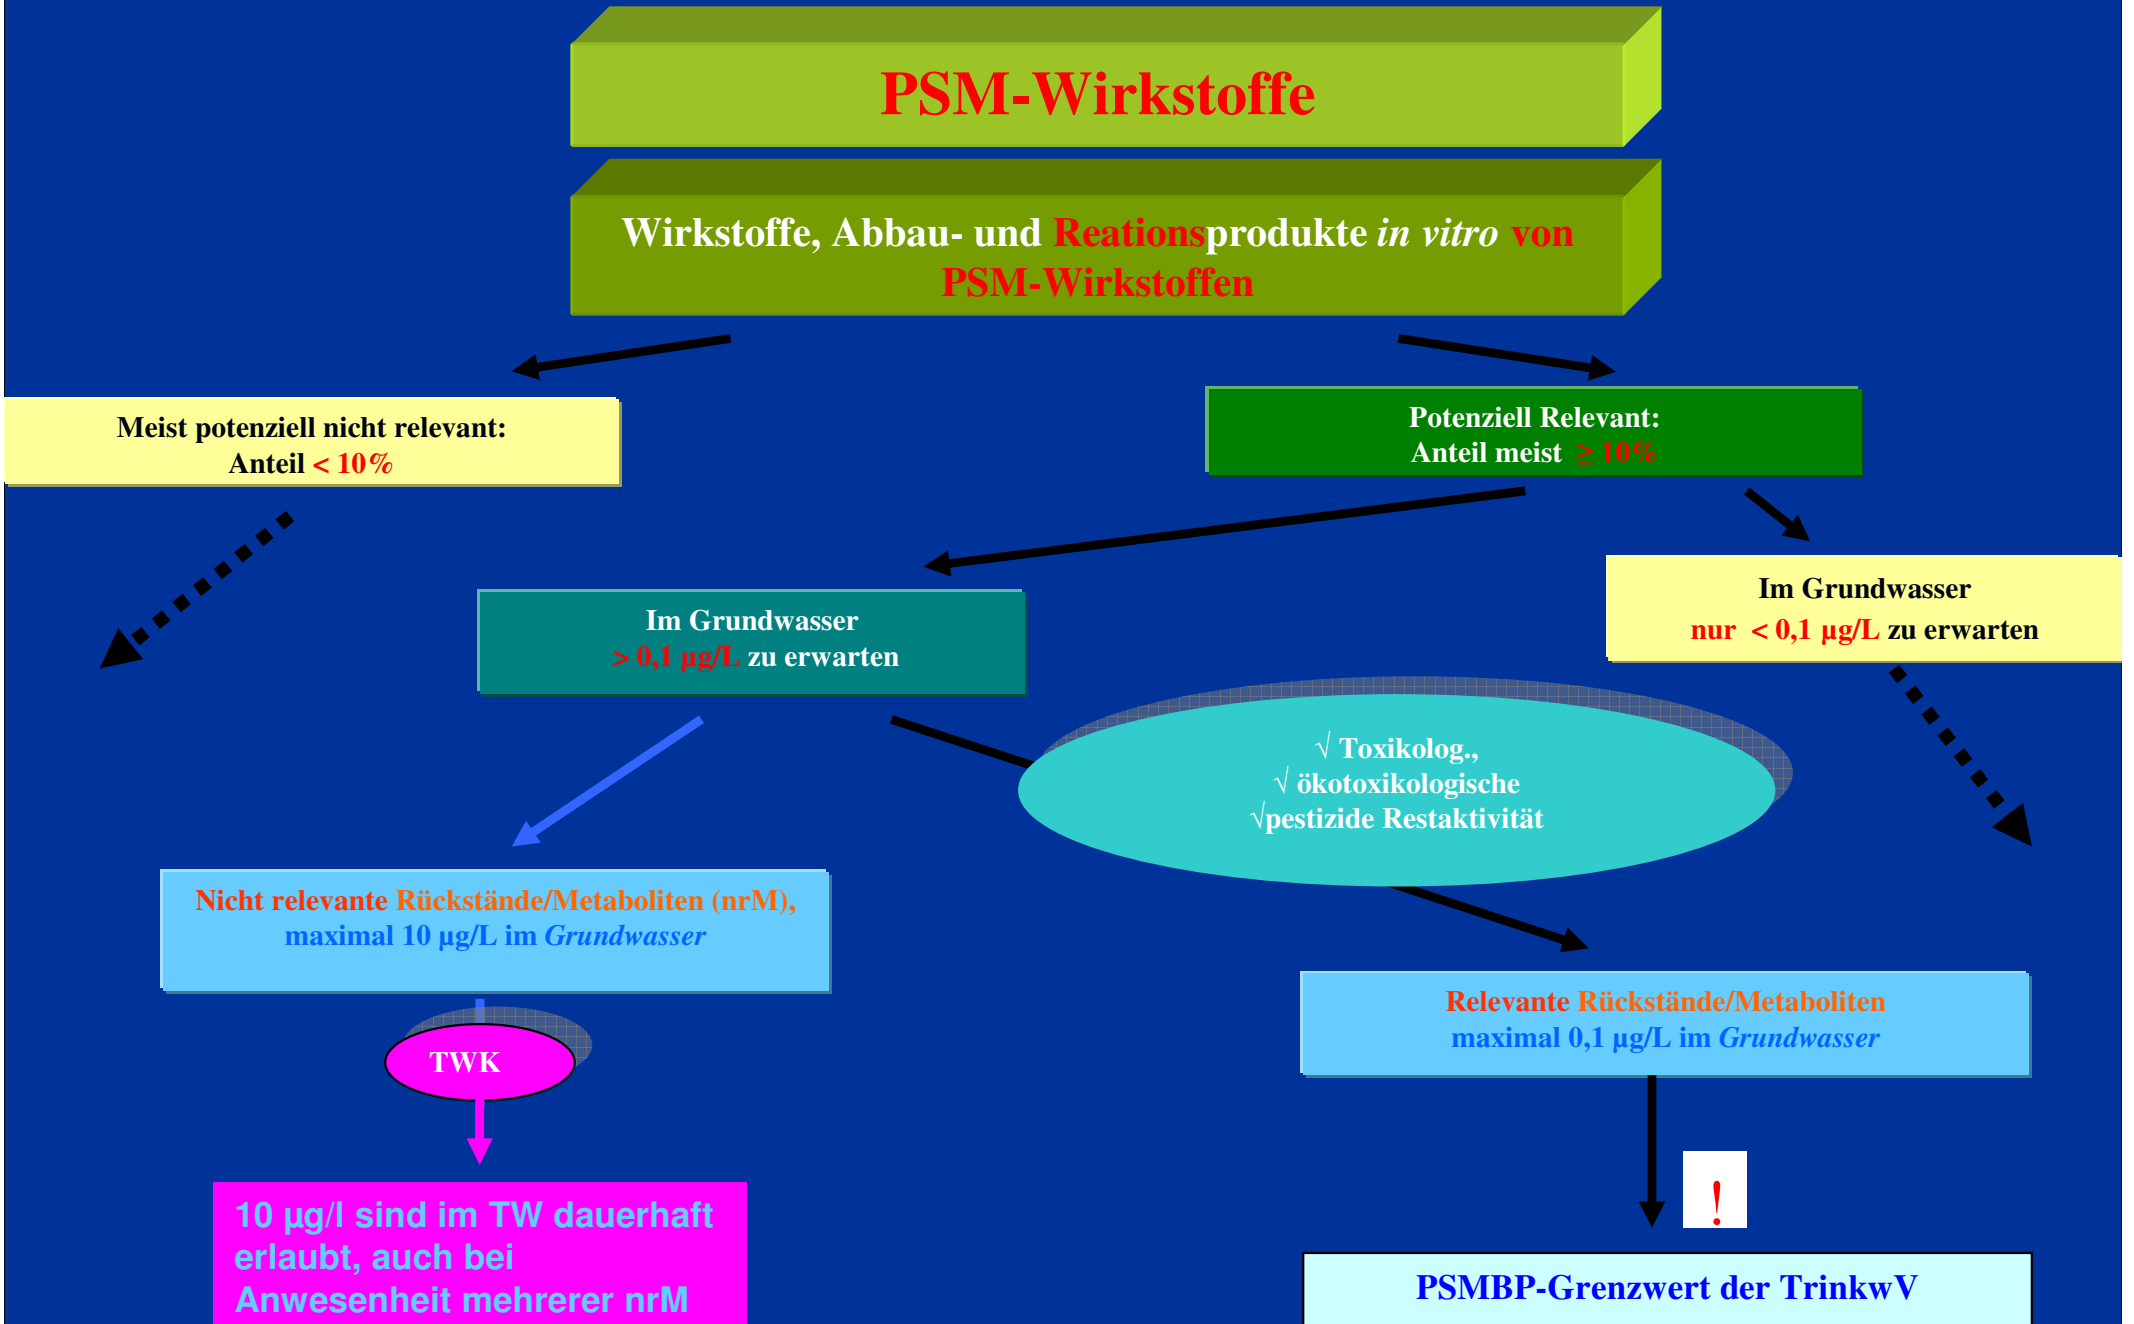 PSM-Wirkstoffe
Wirkstoffe, Abbau- und Reationsprodukte in vitro von
PSM-Wirkstoffen
Meist potenziell nicht relevant:
Anteil < 10%
Potenziell Relevant:
Anteil meist ≥ 10%
Im Grundwasser
> 0,1 µg/L zu erwarten
Im Grundwasser
nur < 0,1 µg/L zu erwarten
√ Toxikolog.,
√ ökotoxikologische
√pestizide Restaktivität
Nicht relevante Rückstände/Metaboliten (nrM),
maximal 10 µg/L im Grundwasser
Relevante Rückstände/Metaboliten
maximal 0,1 µg/L im Grundwasser
TWK
!
10 µg/l sind im TW dauerhaft
erlaubt, auch bei
Anwesenheit mehrerer nrM
PSMBP-Grenzwert der TrinkwV